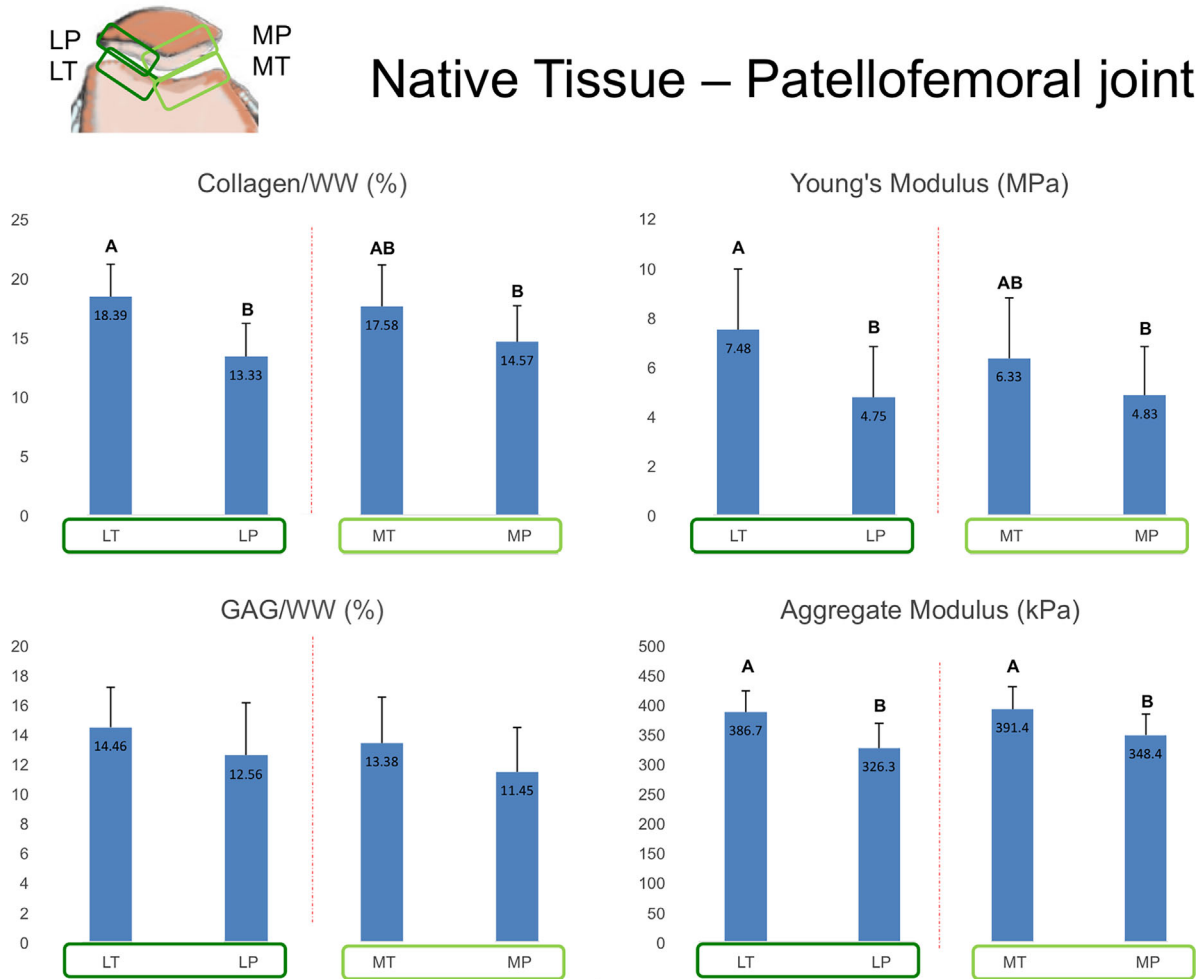 LP MP
LT MT
Native Tissue – Patellofemoral joint
Collagen/WW (%)
25
20
15
10
5
0
A
B
AB
B
18.39
13.33
17.58
14.57
LT LP MT MP
Young's Modulus (MPa)
12
10
8
6
4
2
0
A
B
AB
B
7.48
4.75
6.33
4.83
LT LP MT MP
GAG/WW (%)
20
18
16
14
12
10
8
6
4
2
0
14.46
12.56
13.38
11.45
LT LP MT MP
Aggregate Modulus (kPa)
500
450
400
350
300
250
200
150
100
50
0
A
B
A
B
386.7
326.3
391.4
348.4
LT LP MT MP